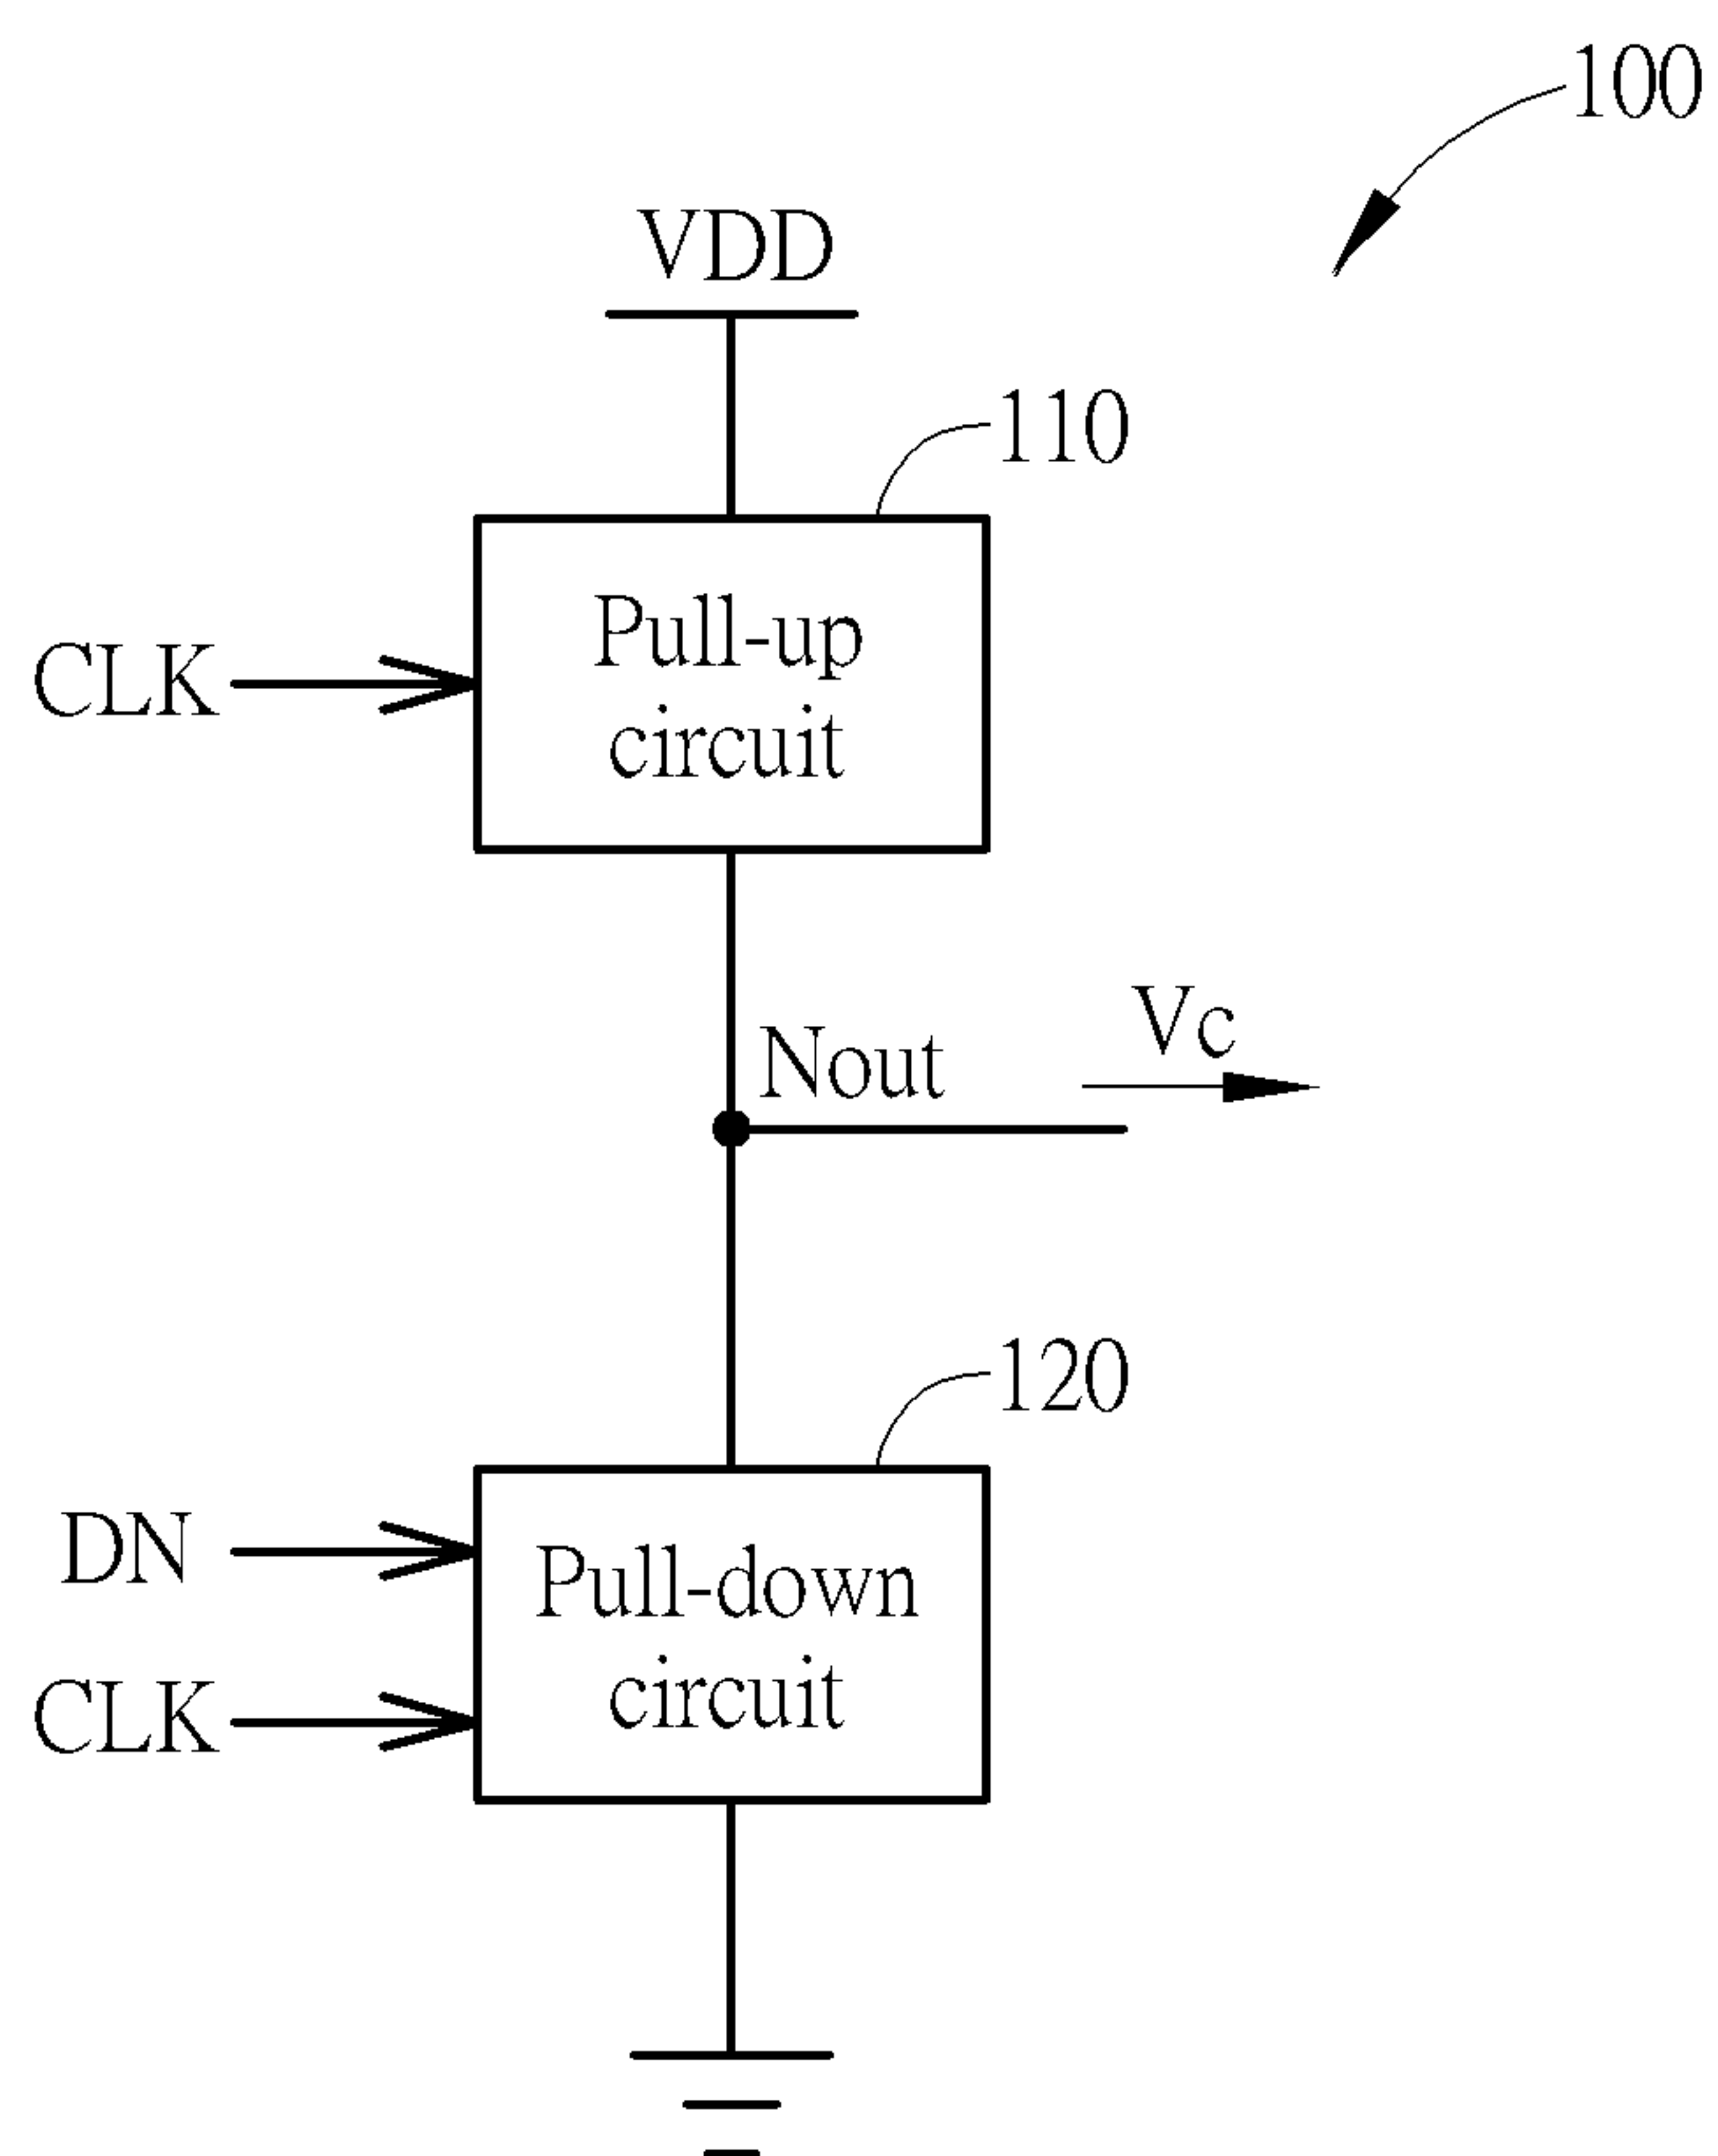 100
VDD
110
CLK
Pull-up
circuit
Vc
Nout
120
DN
Pull-down
circuit
CLK